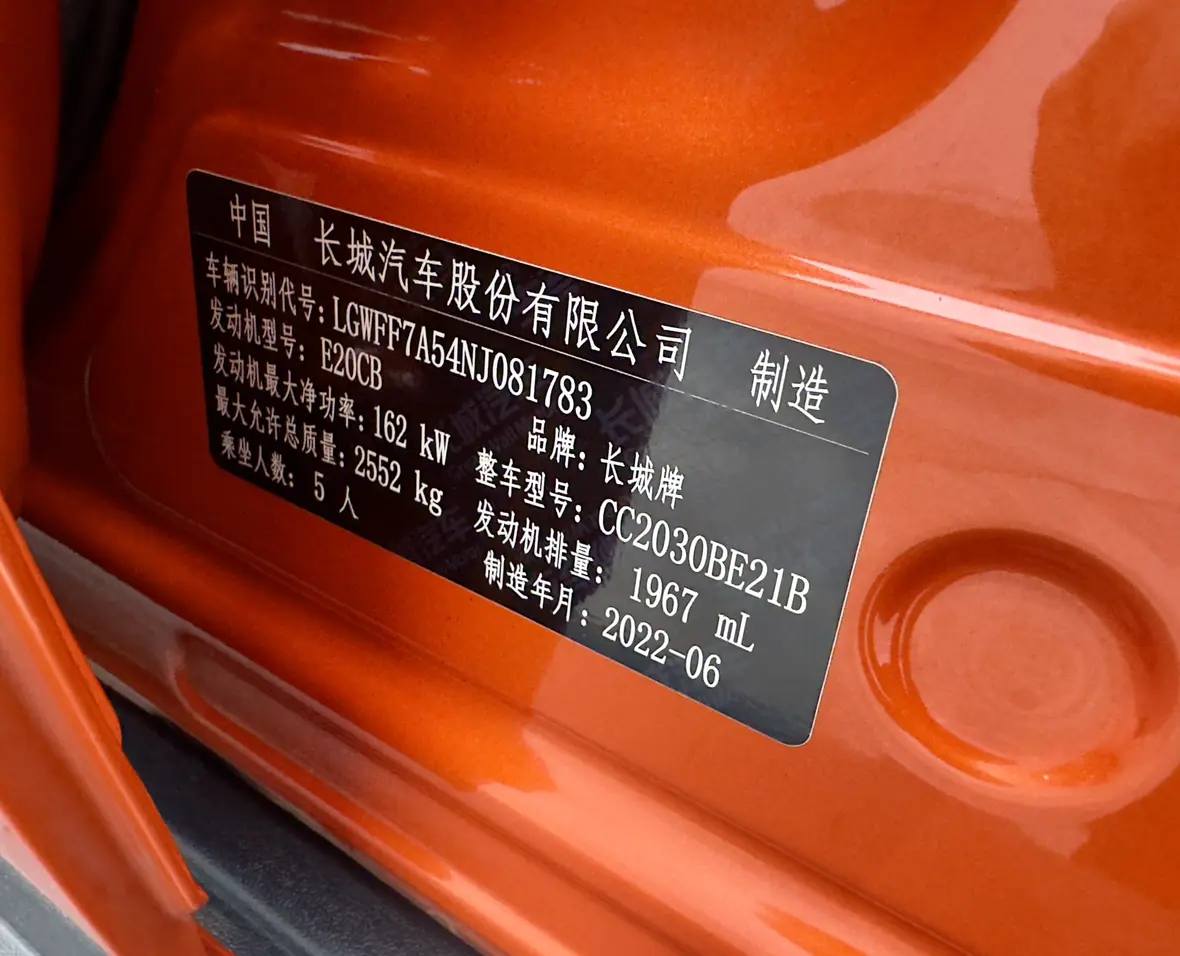 中国 长城汽车股份有限公司 制造
车辆识别代号：LGWFF7A54NJ081783
发动机型号：E20CB 品牌：长城牌
发动机最大净功率：162 kW 整车型号：CC2030BE21B
最大允许总质量：2552 kg 发动机排量：1967 mL
乘坐人数：5 人 制造年月：2022-06